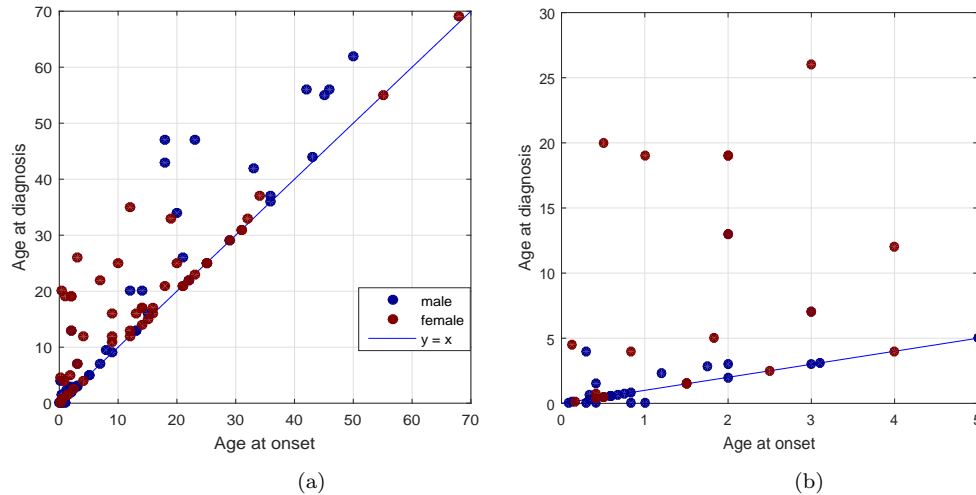 70
60
50
40
30
20
10
0
Age at diagnosis
0 10 20 30 40 50 60 70
Age at onset
male
female
y = x
(a)
30
25
20
15
10
5
0
Age at diagnosis
0 1 2 3 4 5
Age at onset
(b)